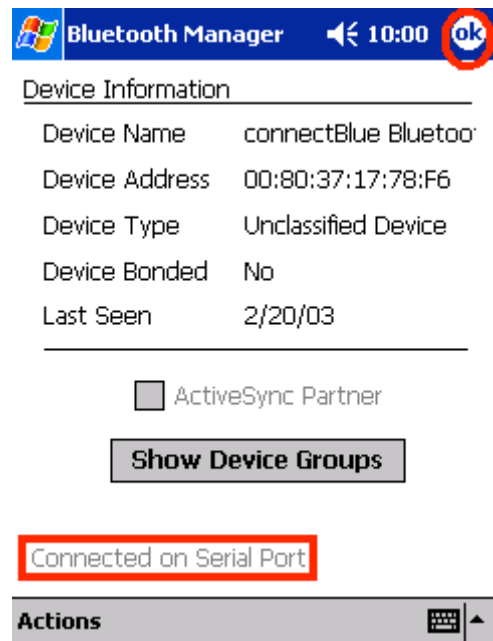 Bluetooth Manager 10:00 ok
Device Information
Device Name connectBlue Bluetoo
Device Address 00:80:37:17:78:F6
Device Type Unclassified Device
Device Bonded No
Last Seen 2/20/03
ActiveSync Partner
Show Device Groups
Connected on Serial Port
Actions